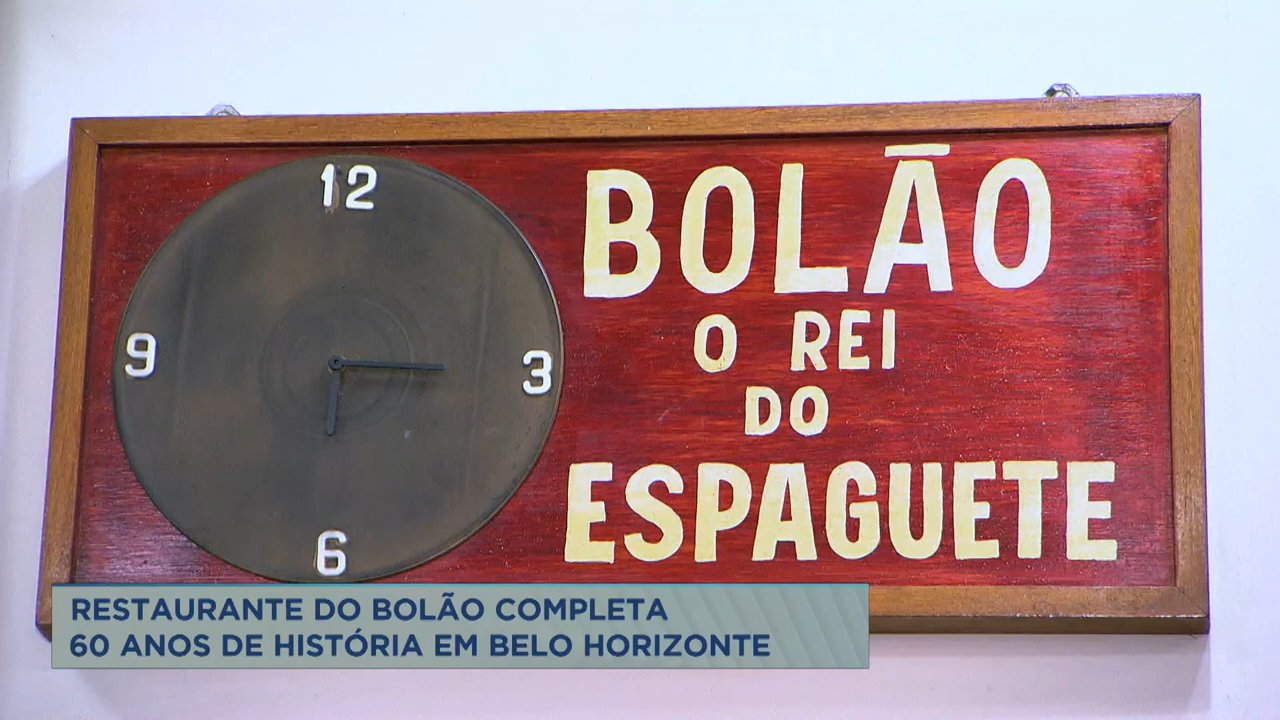 12
9
3
6
BOLÃO
O REI
DO
ESPAGUETE
RESTAURANTE DO BOLÃO COMPLETA
60 ANOS DE HISTÓRIA EM BELO HORIZONTE